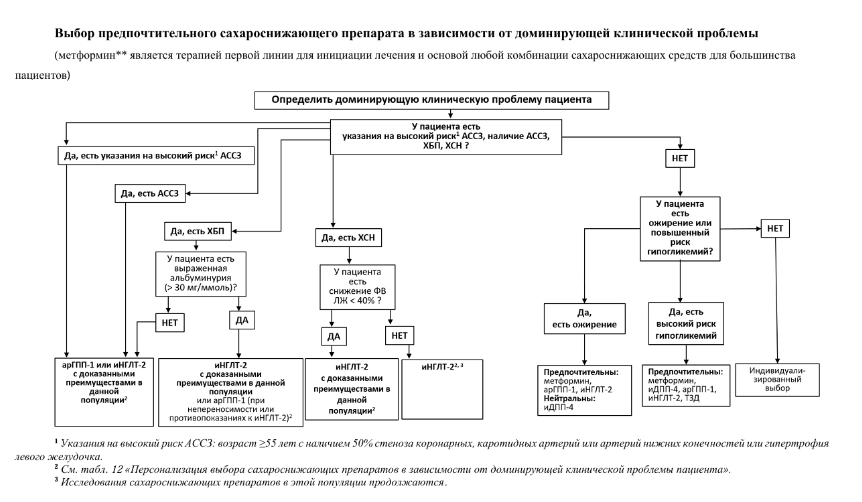 Выбор предпочтительного сахароснижающего препарата в зависимости от доминирующей клинической проблемы
(метформин** является терапией первой линии для инициации лечения и основой любой комбинации сахароснижающих средств для большинства
пациентов)
Определить доминирующую клиническую проблему пациента
У пациента есть
указания на высокий риск¹ АССЗ, наличие АССЗ,
ХБП, ХСН ?
Да, есть указания на высокий риск¹ АССЗ
НЕТ
Да, есть АССЗ
У пациента
есть
ожирение или
повышенный
риск
гипогликемий?
НЕТ
Да, есть ХБП
Да, есть ХСН
У пациента есть
выраженная
альбуминурия
(> 30 мг/ммоль)?
У пациента
есть
снижение ФВ
ЛЖ < 40% ?
НЕТ
ДА
ДА
НЕТ
Да,
есть ожирение
Да, есть
высокий риск
гипогликемий
арГПП-1 или иНГЛТ-2
с доказанными
преимуществами в
данной
популяции²
иНГЛТ-2
с доказанными
преимуществами в данной
популяции
или арГПП-1 (при
непереносимости или
противопоказаниях к иНГЛТ-2)²
иНГЛТ-2
с доказанными
преимуществами в
данной
популяции²
иНГЛТ-2², ³
Предпочтительны:
метформин,
арГПП-1, иНГЛТ-2
Нейтральны:
иДПП-4
Предпочтительны:
метформин,
иДПП-4, арГПП-1,
иНГЛТ-2, ТЗД
Индивидуали-
зированный
выбор
¹ Указания на высокий риск АССЗ: возраст ≥55 лет с наличием 50% стеноза коронарных, каротидных артерий или артерий нижних конечностей или гипертрофия
левого желудочка.
² См. табл. 12 «Персонализация выбора сахароснижающих препаратов в зависимости от доминирующей клинической проблемы пациента».
³ Исследования сахароснижающих препаратов в этой популяции продолжаются.